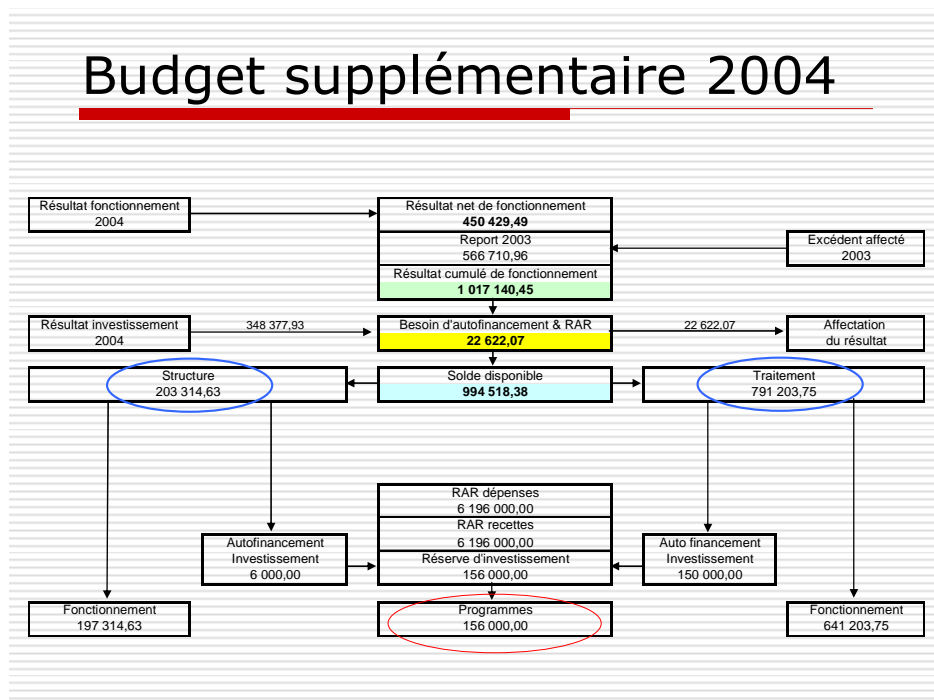 Budget supplémentaire 2004
Résultat fonctionnement
2004
Résultat net de fonctionnement
450 429,49
Report 2003
566 710,96
Excédent affecté
2003
Résultat cumulé de fonctionnement
1 017 140,45
Résultat investissement
2004
348 377,93
Besoin d'autofinancement & RAR
22 622,07
22 622,07
Affectation
du résultat
Structure
203 314,63
Solde disponible
994 518,38
Traitement
791 203,75
RAR dépenses
6 196 000,00
RAR recettes
6 196 000,00
Autofinancement
Investissement
6 000,00
Réserve d'investissement
156 000,00
Auto financement
Investissement
150 000,00
Fonctionnement
197 314,63
Programmes
156 000,00
Fonctionnement
641 203,75